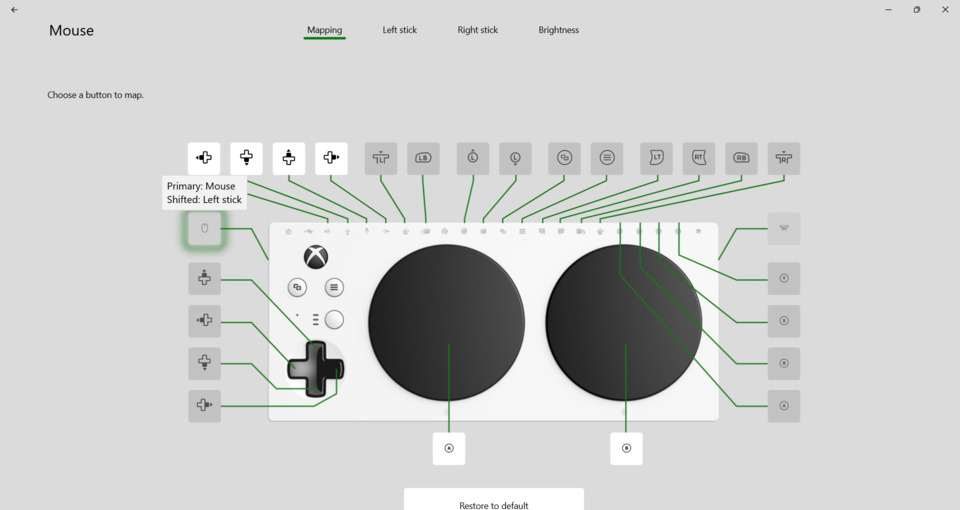 Mouse
Mapping
Left stick
Right stick
Brightness
Choose a button to map.
LB
L
L
LT
RT
RB
R
Primary: Mouse
Shifted: Left stick
Y
X
B
A
A
B
Restore to default